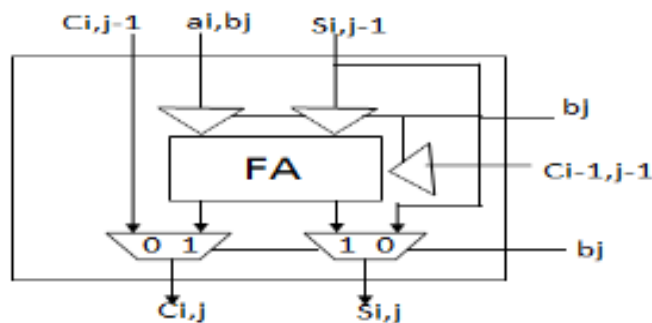 Ci,j-1 ai,bj Si,j-1
bj
FA
Ci-1,j-1
0 1 1 0
bj
Ci,j Si,j